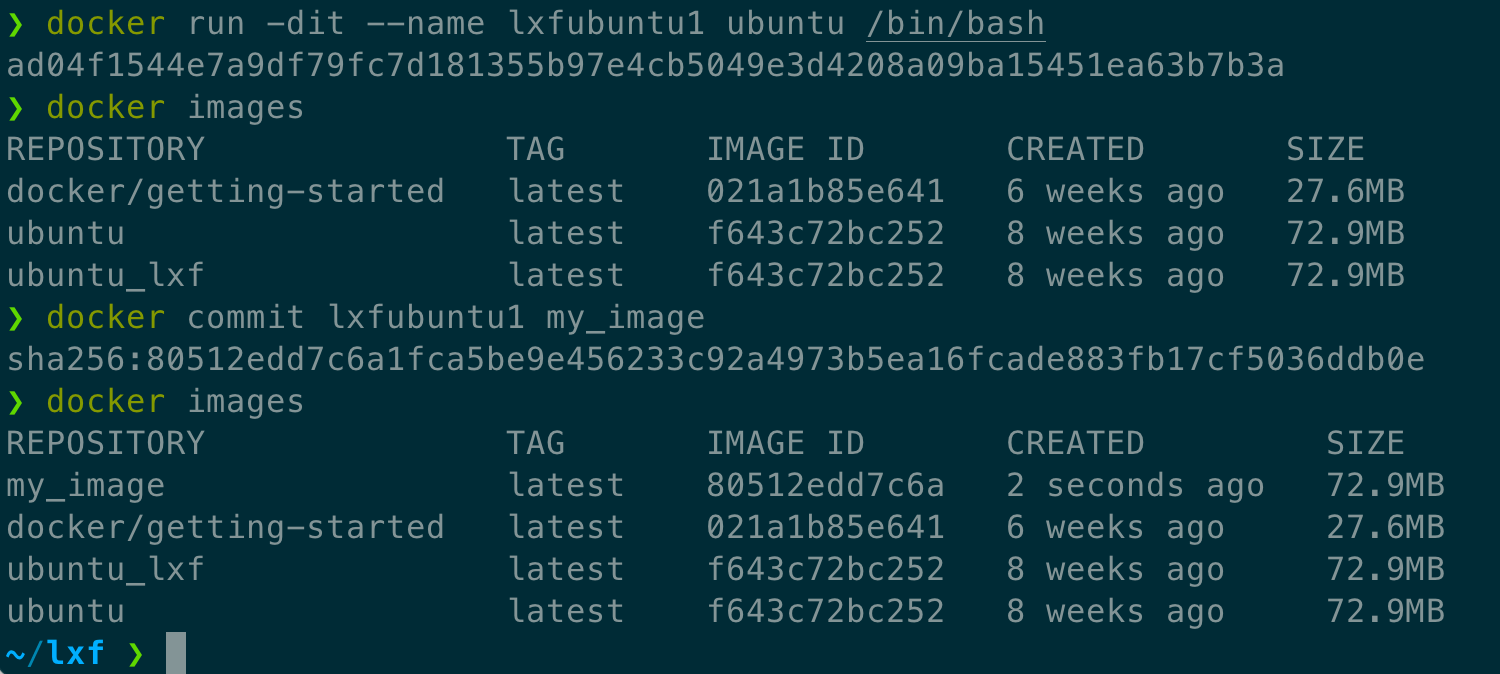 ❯ docker run -dit --name lxfubuntu1 ubuntu /bin/bash
ad04f1544e7a9df79fc7d181355b97e4cb5049e3d4208a09ba15451ea63b7b3a
❯ docker images
REPOSITORY               TAG       IMAGE ID       CREATED       SIZE
docker/getting-started   latest    021a1b85e641   6 weeks ago   27.6MB
ubuntu                   latest    f643c72bc252   8 weeks ago   72.9MB
ubuntu_lxf               latest    f643c72bc252   8 weeks ago   72.9MB
❯ docker commit lxfubuntu1 my_image
sha256:80512edd7c6a1fca5be9e456233c92a4973b5ea16fcade883fb17cf5036ddb0e
❯ docker images
REPOSITORY               TAG       IMAGE ID       CREATED         SIZE
my_image                 latest    80512edd7c6a   2 seconds ago   72.9MB
docker/getting-started   latest    021a1b85e641   6 weeks ago     27.6MB
ubuntu_lxf               latest    f643c72bc252   8 weeks ago     72.9MB
ubuntu                   latest    f643c72bc252   8 weeks ago     72.9MB
~/lxf ❯